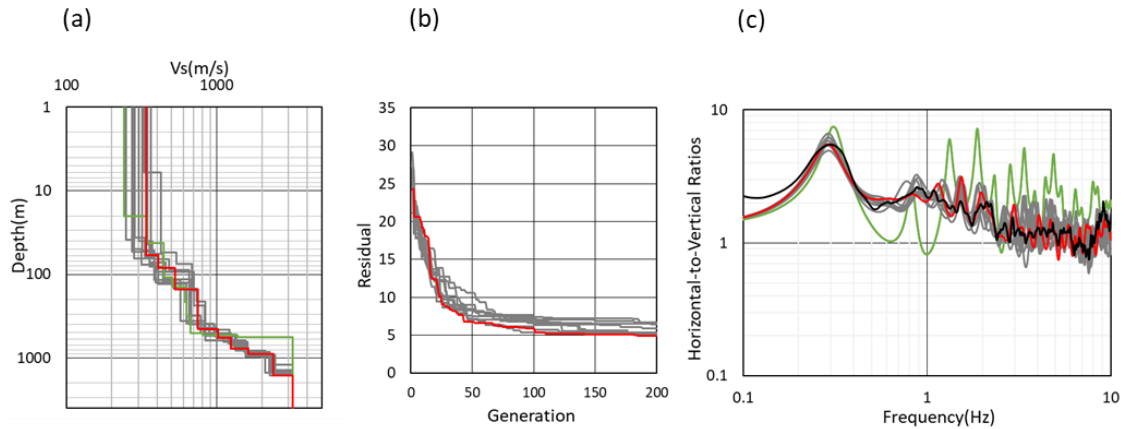 (a)
(b)
(c)
Vs(m/s)
100
1000
1
10
100
1000
Depth(m)
35
30
25
20
15
10
5
0
Residual
0
50
100
150
200
Generation
10
1
0.1
Horizontal-to-Vertical Ratios
0.1
1
10
Frequency(Hz)